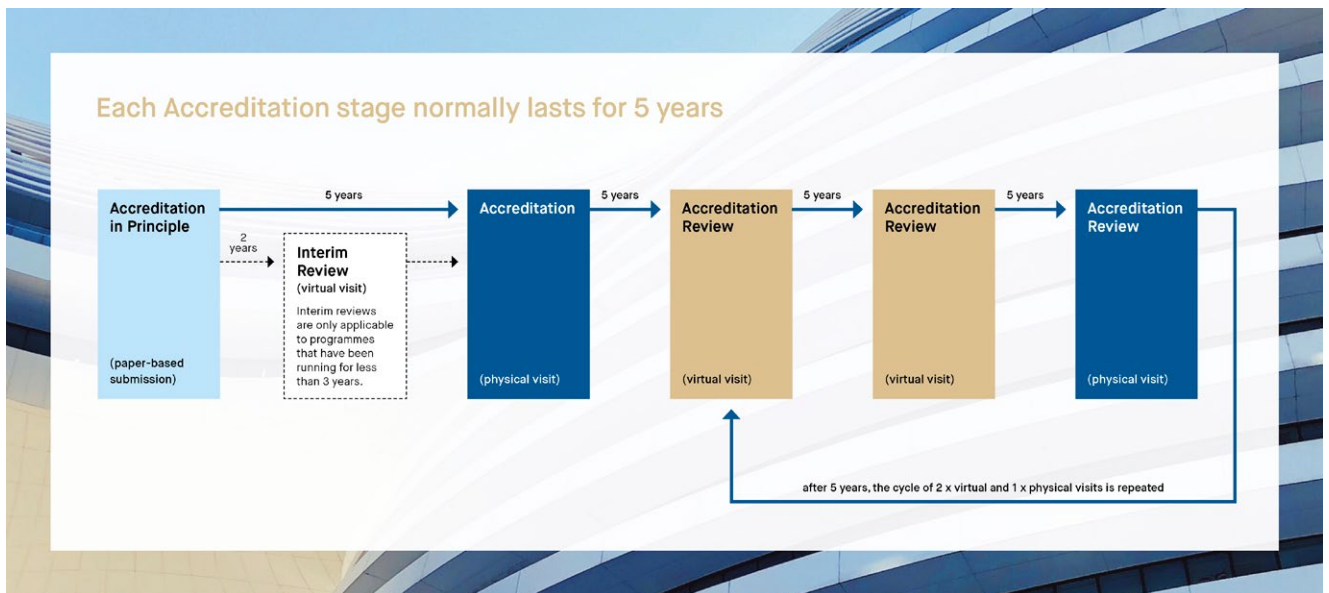 Each Accreditation stage normally lasts for 5 years
Accreditation
in Principle
(paper-based
submission)
5 years
2
years
Interim
Review
(virtual visit)
Interim reviews
are only applicable
to programmes
that have been
running for less
than 3 years.
Accreditation
(physical visit)
5 years
Accreditation
Review
(virtual visit)
5 years
Accreditation
Review
(virtual visit)
5 years
Accreditation
Review
(physical visit)
after 5 years, the cycle of 2 x virtual and 1 x physical visits is repeated